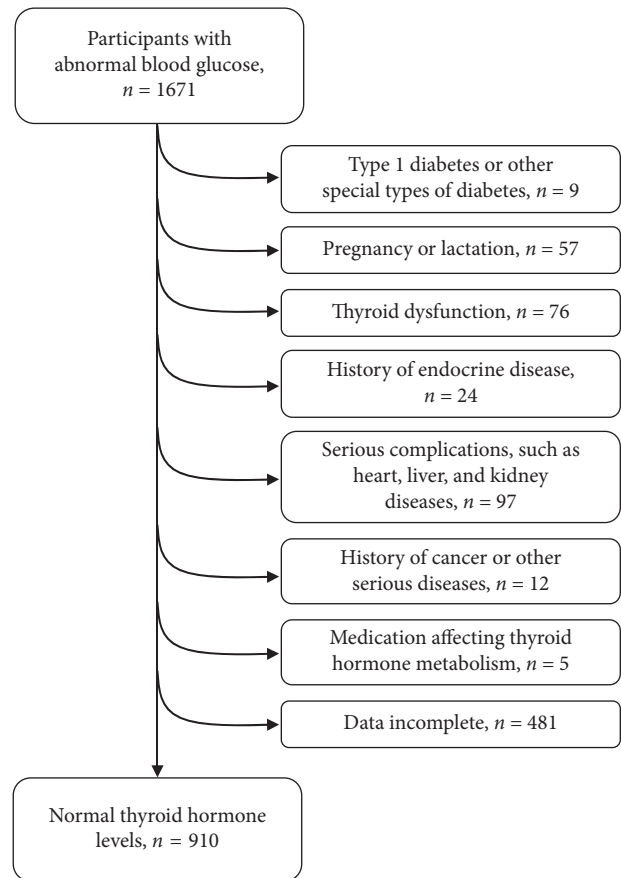 Participants with
abnormal blood glucose,
n = 1671
Type 1 diabetes or other
special types of diabetes, n = 9
Pregnancy or lactation, n = 57
Thyroid dysfunction, n = 76
History of endocrine disease,
n = 24
Serious complications, such as
heart, liver, and kidney
diseases, n = 97
History of cancer or other
serious diseases, n = 12
Medication affecting thyroid
hormone metabolism, n = 5
Data incomplete, n = 481
Normal thyroid hormone
levels, n = 910